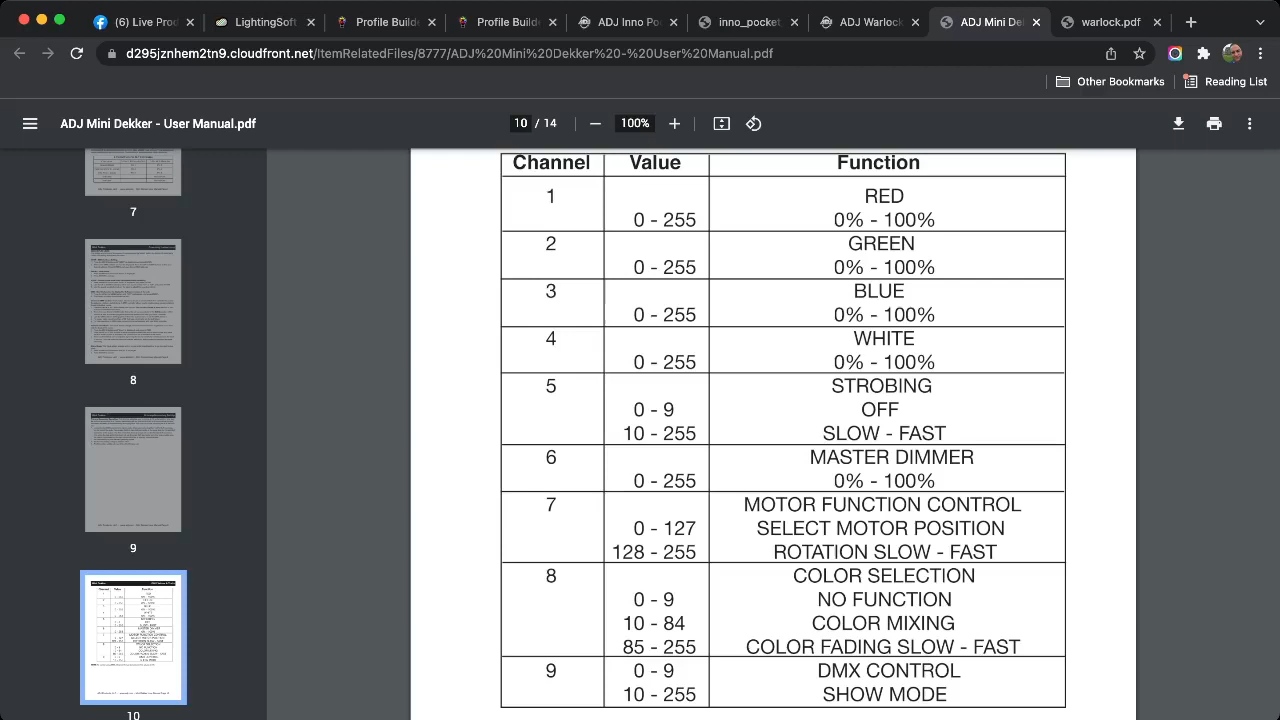 (6) Live Prod
LightingSoft
Profile Builde
Profile Build
ADJ Inno Po
inno_pocket
ADJ Warlock
ADJ Mini De
warlock.pdf
d295jznhem2tn9.cloudfront.net/ItemRelatedFiles/8777/ADJ%20Mini%20Dekker%20-%20User%20Manual.pdf
Other Bookmarks
Reading List
ADJ Mini Dekker - User Manual.pdf
10 / 14
100%
7
8
9
10
Channel Value Function
1 RED
0 - 255 0% - 100%
2 GREEN
0 - 255 0% - 100%
3 BLUE
0 - 255 0% - 100%
4 WHITE
0 - 255 0% - 100%
5 STROBING
0 - 9 OFF
10 - 255 SLOW - FAST
6 MASTER DIMMER
0 - 255 0% - 100%
7 MOTOR FUNCTION CONTROL
0 - 127 SELECT MOTOR POSITION
128 - 255 ROTATION SLOW - FAST
8 COLOR SELECTION
0 - 9 NO FUNCTION
10 - 84 COLOR MIXING
85 - 255 COLOR FADING SLOW - FAST
9 0 - 9 DMX CONTROL
10 - 255 SHOW MODE